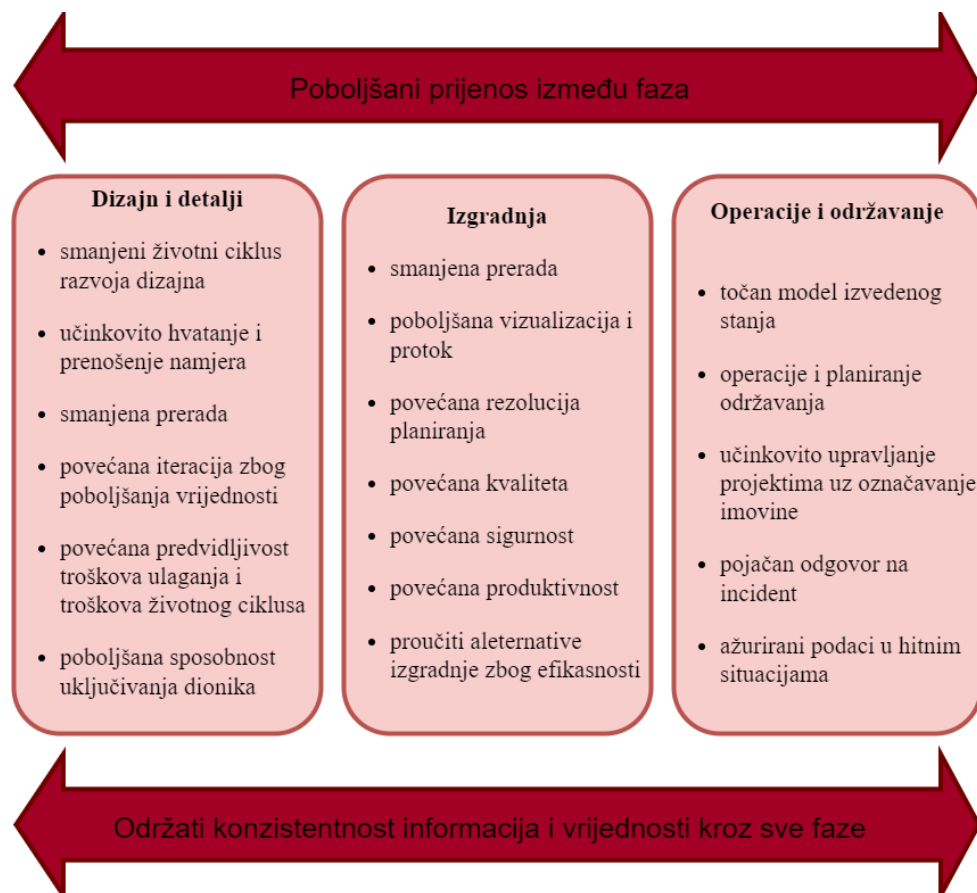 Poboljšani prijenos između faza
Dizajn i detalji
• smanjeni životni ciklus
razvoja dizajna
• učinkovito hvatanje i
prenošenje namjera
• smanjena prerada
• povećana iteracija zbog
poboljšanja vrijednosti
• povećana predvidljivost
troškova ulaganja i
troškova životnog ciklusa
• poboljšana sposobnost
uključivanja dionika
Izgradnja
• smanjena prerada
• poboljšana vizualizacija i
protok
• povećana rezolucija
planiranja
• povećana kvaliteta
• povećana sigurnost
• povećana produktivnost
• proučiti aleternative
izgradnje zbog efikasnosti
Operacije i održavanje
• točan model izvedenog
stanja
• operacije i planiranje
održavanja
• učinkovito upravljanje
projektima uz označavanje
imovine
• pojačan odgovor na
incident
• ažurirani podaci u hitnim
situacijama
Održati konzistentnost informacija i vrijednosti kroz sve faze